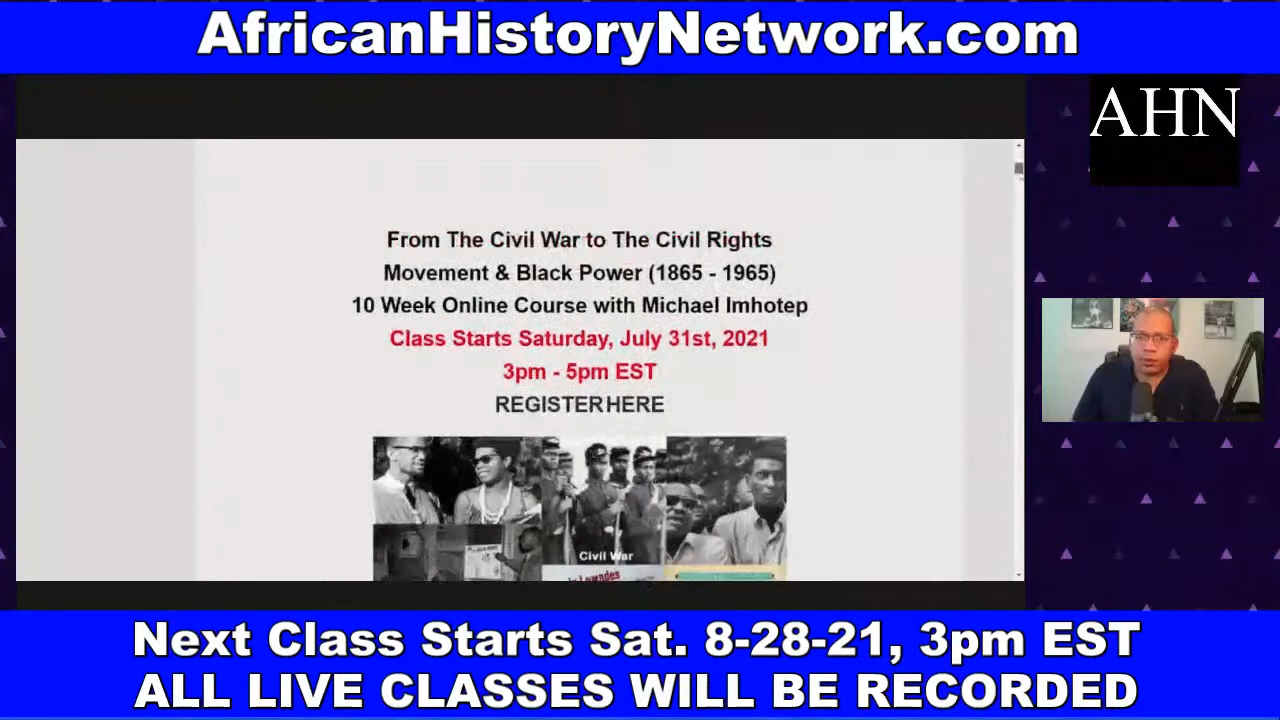 AfricanHistoryNetwork.com
AHN
From The Civil War to The Civil Rights
Movement & Black Power (1865 - 1965)
10 Week Online Course with Michael Imhotep
Class Starts Saturday, July 31st, 2021
3pm - 5pm EST
REGISTER HERE
Civil War
Lowndes
Next Class Starts Sat. 8-28-21, 3pm EST
ALL LIVE CLASSES WILL BE RECORDED